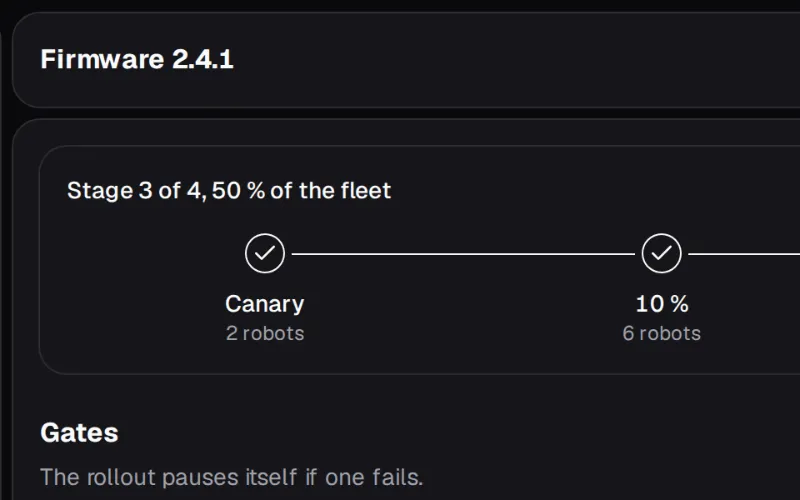 Firmware 2.4.1
Stage 3 of 4, 50 % of the fleet
Canary
2 robots
10 %
6 robots
Gates
The rollout pauses itself if one fails.